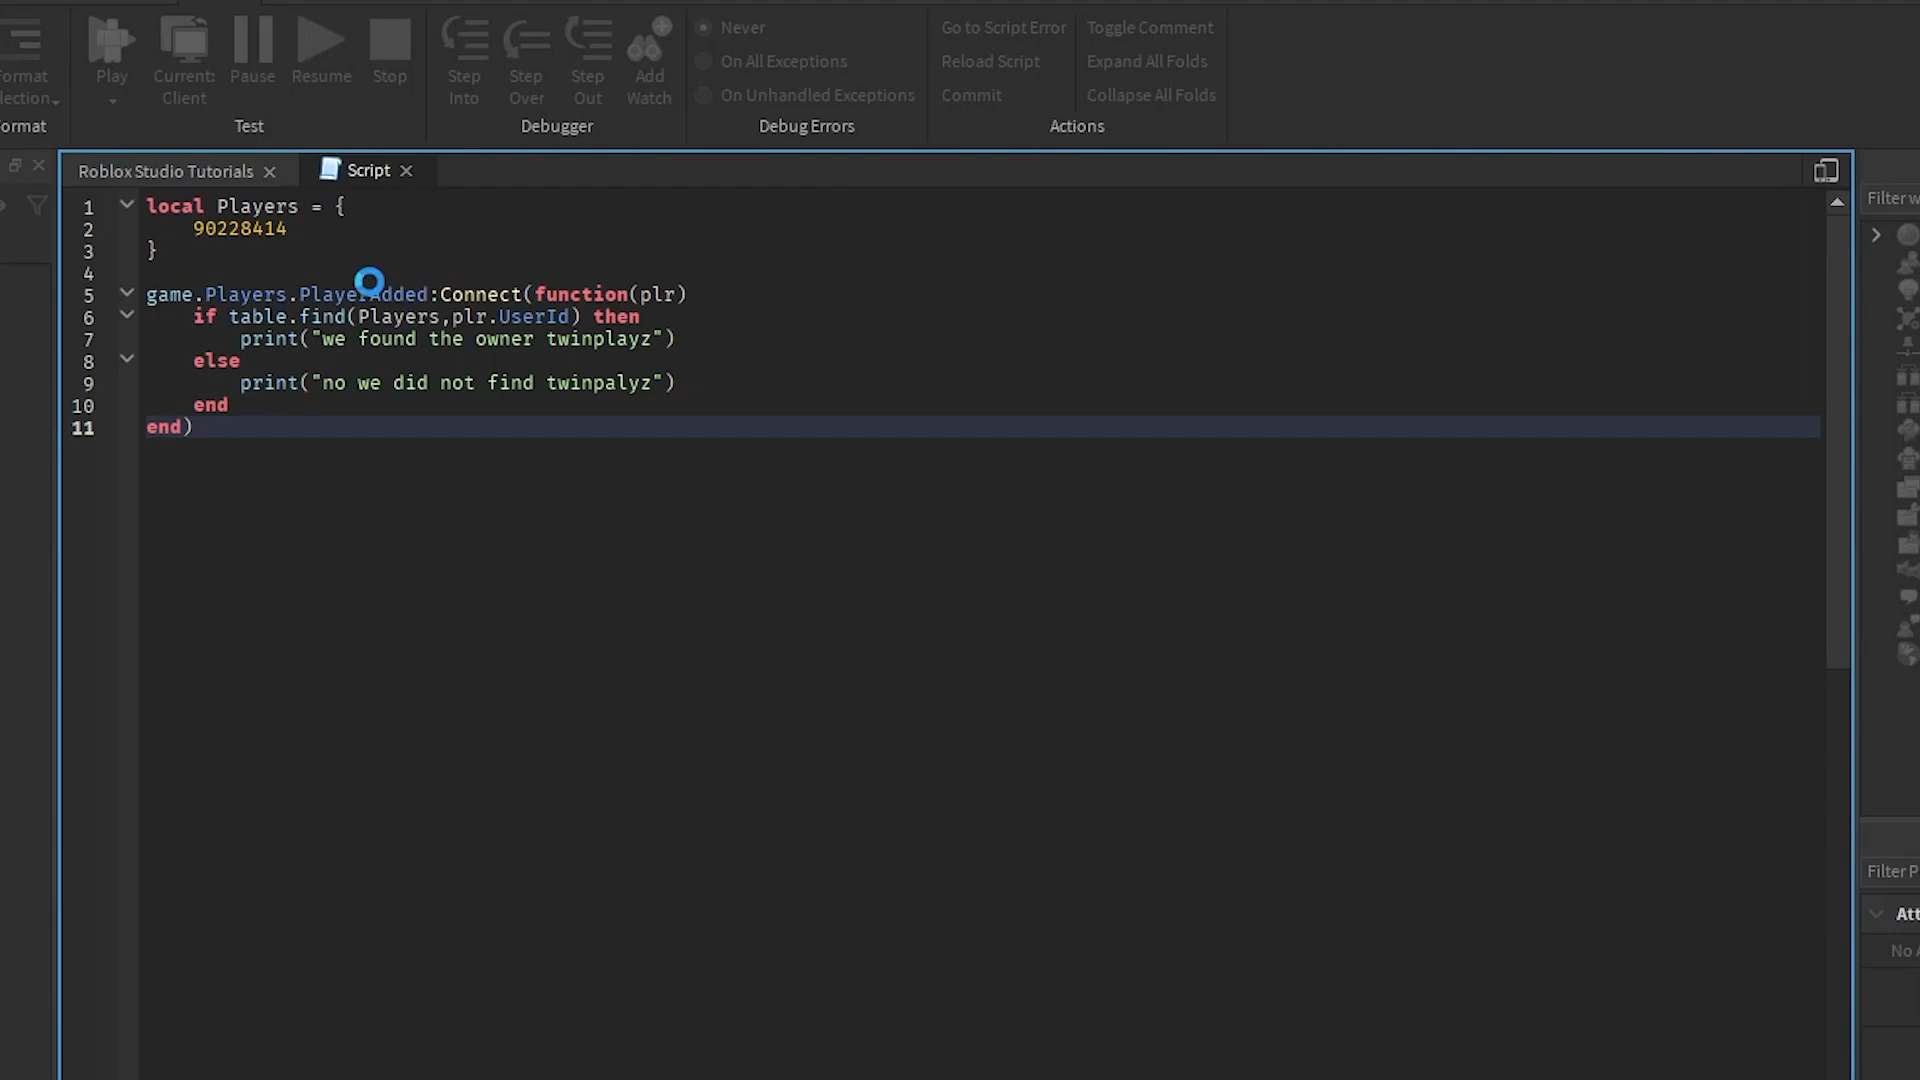 ormat
lection
ormat
Play
Current:
Client
Pause
Resume
Stop
Test
Step
Into
Step
Over
Step
Out
Add
Watch
Debugger
Never
On All Exceptions
On Unhandled Exceptions
Debug Errors
Go to Script Error
Reload Script
Commit
Toggle Comment
Expand All Folds
Collapse All Folds
Actions
Roblox Studio Tutorials
Script
1 local Players = {
2 90228414
3 }
4
5 game.Players.PlayerAdded:Connect(function(plr)
6 if table.find(Players,plr.UserId) then
7 print("we found the owner twinplayz")
8 else
9 print("no we did not find twinpalyz")
10 end
11 end)
Filter w
Filter P
Att
No A